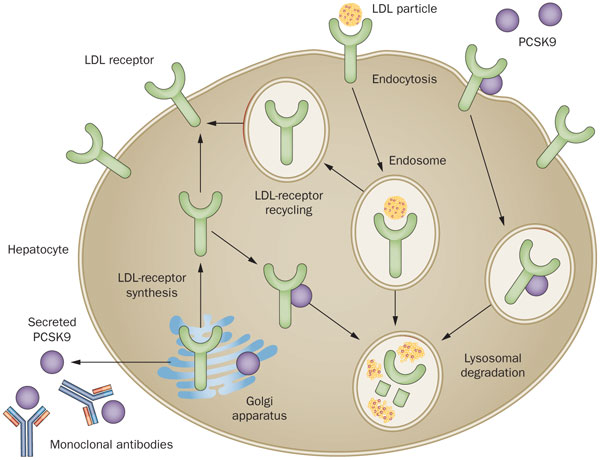 LDL particle
PCSK9
LDL receptor
Endocytosis
Endosome
LDL-receptor
recycling
Hepatocyte
LDL-receptor
synthesis
Secreted
PCSK9
Golgi
apparatus
Lysosomal
degradation
Monoclonal antibodies